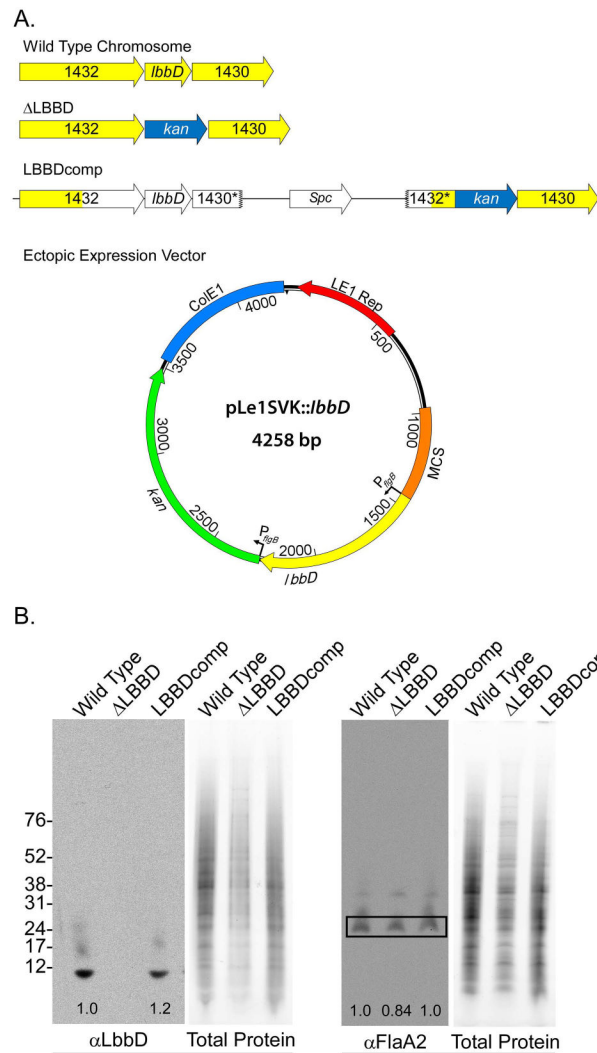 A.
Wild Type Chromosome
1432 lbbD 1430
ΔLBBD
1432 kan 1430
LBBDcomp
1432 lbbD 1430* Spc 1432* kan 1430
Ectopic Expression Vector
ColE1 4000 LE1 Rep
3500 500
pLe1SVK::lbbD
4258 bp
3000 1000
MCS
kan 2500 PflgB 2000 lbbD 1500 PflgB
B.
Wild Type ΔLBBD LBBDcomp Wild Type ΔLBBD LBBDcomp Wild Type ΔLBBD LBBDcomp Wild Type ΔLBBD LBBDcomp
76-
52-
38-
31-
24-
17-
12-
1.0 1.2 1.0 0.84 1.0
αLbbD Total Protein αFlaA2 Total Protein